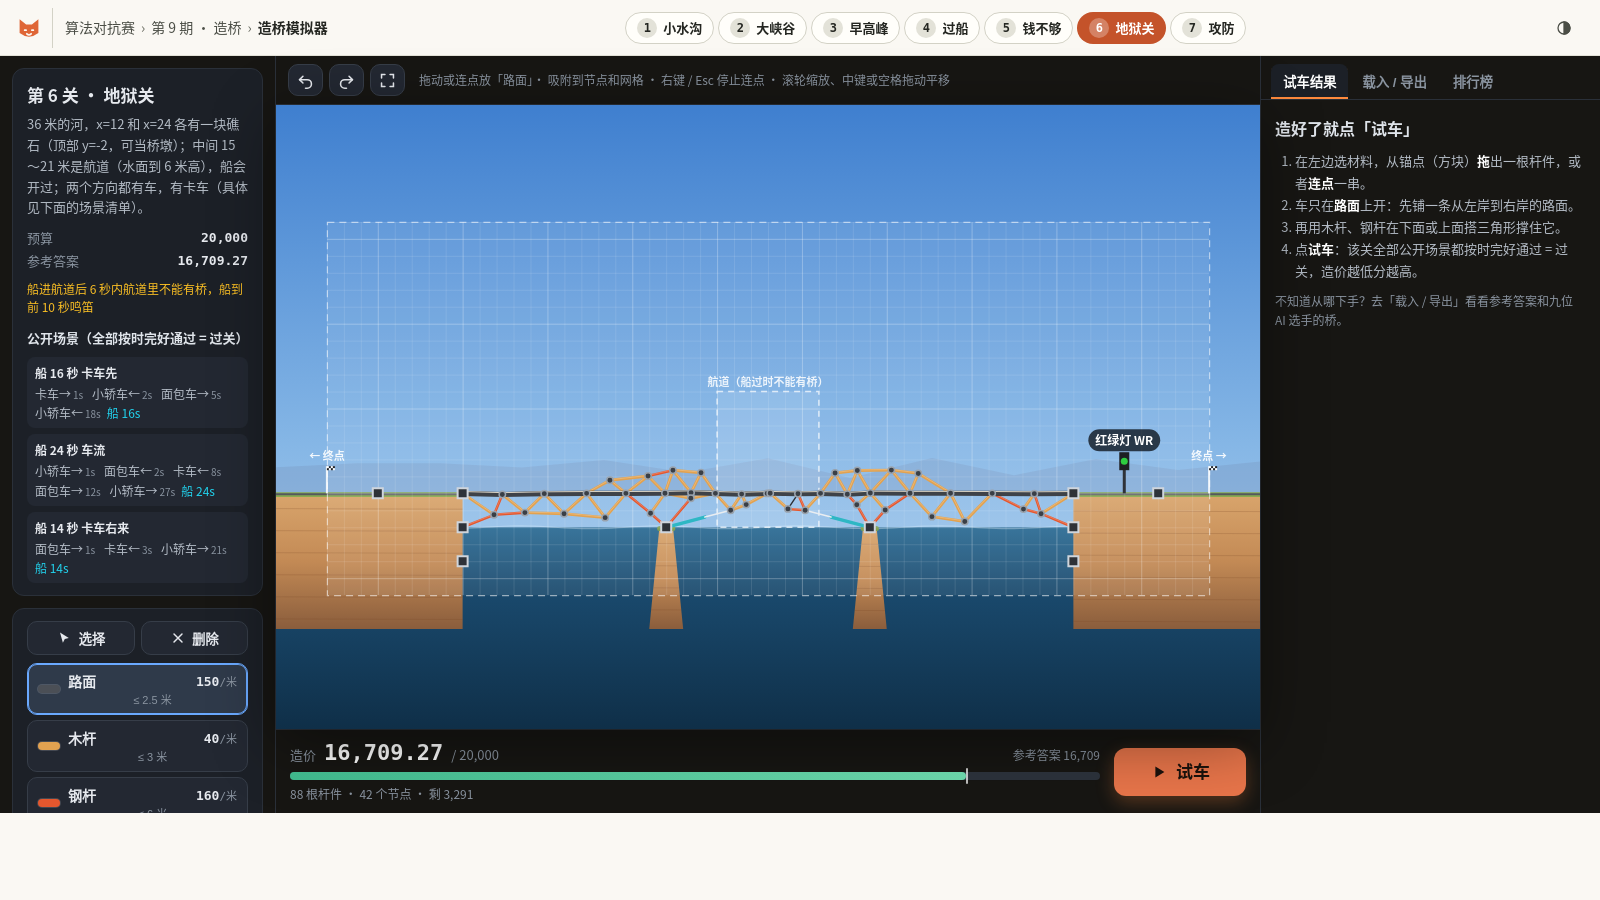 算法对抗赛 › 第 9 期 · 造桥 › 造桥模拟器
1 小水沟
2 大峡谷
3 早高峰
4 过船
5 钱不够
6 地狱关
7 攻防
第 6 关 · 地狱关
36 米的河，x=12 和 x=24 各有一块礁
石（顶部 y=-2，可当桥墩）；中间 15
～21 米是航道（水面到 6 米高），船会
开过；两个方向都有车，有卡车（具体
见下面的场景清单）。
预算 20,000
参考答案 16,709.27
船进航道后 6 秒内航道里不能有桥，船到
前 10 秒鸣笛
公开场景（全部按时完好通过 = 过关）
船 16 秒 卡车先
卡车→ 1s 小轿车← 2s 面包车→ 5s
小轿车← 18s 船 16s
船 24 秒 车流
小轿车→ 1s 面包车← 2s 卡车← 8s
面包车→ 12s 小轿车→ 27s 船 24s
船 14 秒 卡车右来
面包车→ 1s 卡车← 3s 小轿车→ 21s
船 14s
选择
删除
路面 150/米
≤ 2.5 米
木杆 40/米
≤ 3 米
钢杆 160/米
拖动或连点放「路面」· 吸附到节点和网格 · 右键 / Esc 停止连点 · 滚轮缩放、中键或空格拖动平移
航道（船过时不能有桥）
← 终点
红绿灯 WR
终点 →
造价 16,709.27 / 20,000
参考答案 16,709
88 根杆件 · 42 个节点 · 剩 3,291
试车
试车结果
载入 / 导出
排行榜
造好了就点「试车」
1. 在左边选材料，从锚点（方块）拖出一根杆件，或
者连点一串。
2. 车只在路面上开：先铺一条从左岸到右岸的路面。
3. 再用木杆、钢杆在下面或上面搭三角形撑住它。
4. 点试车：该关全部公开场景都按时完好通过 = 过
关，造价越低分越高。
不知道从哪下手？去「载入 / 导出」看看参考答案和九位
AI 选手的桥。